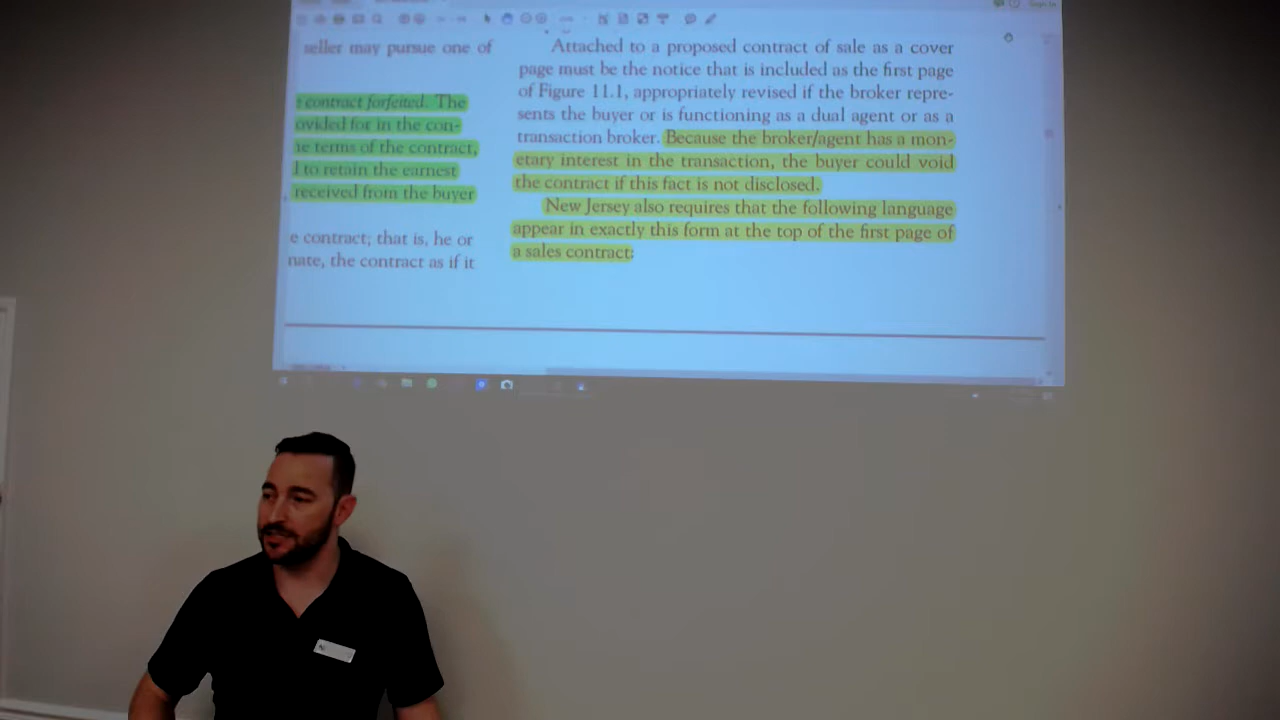 Sign In
seller may pursue one of
contract forfeited. The
ovided for in the con-
ne terms of the contract,
to retain the earnest
received from the buyer
e contract; that is, he or
nate, the contract as if it
Attached to a proposed contract of sale as a cover
page must be the notice that is included as the first page
of Figure 11.1, appropriately revised if the broker repre-
sents the buyer or is functioning as a dual agent or as a
transaction broker. Because the broker/agent has a mon-
etary interest in the transaction, the buyer could void
the contract if this fact is not disclosed.
New Jersey also requires that the following language
appear in exactly this form at the top of the first page of
a sales contract: